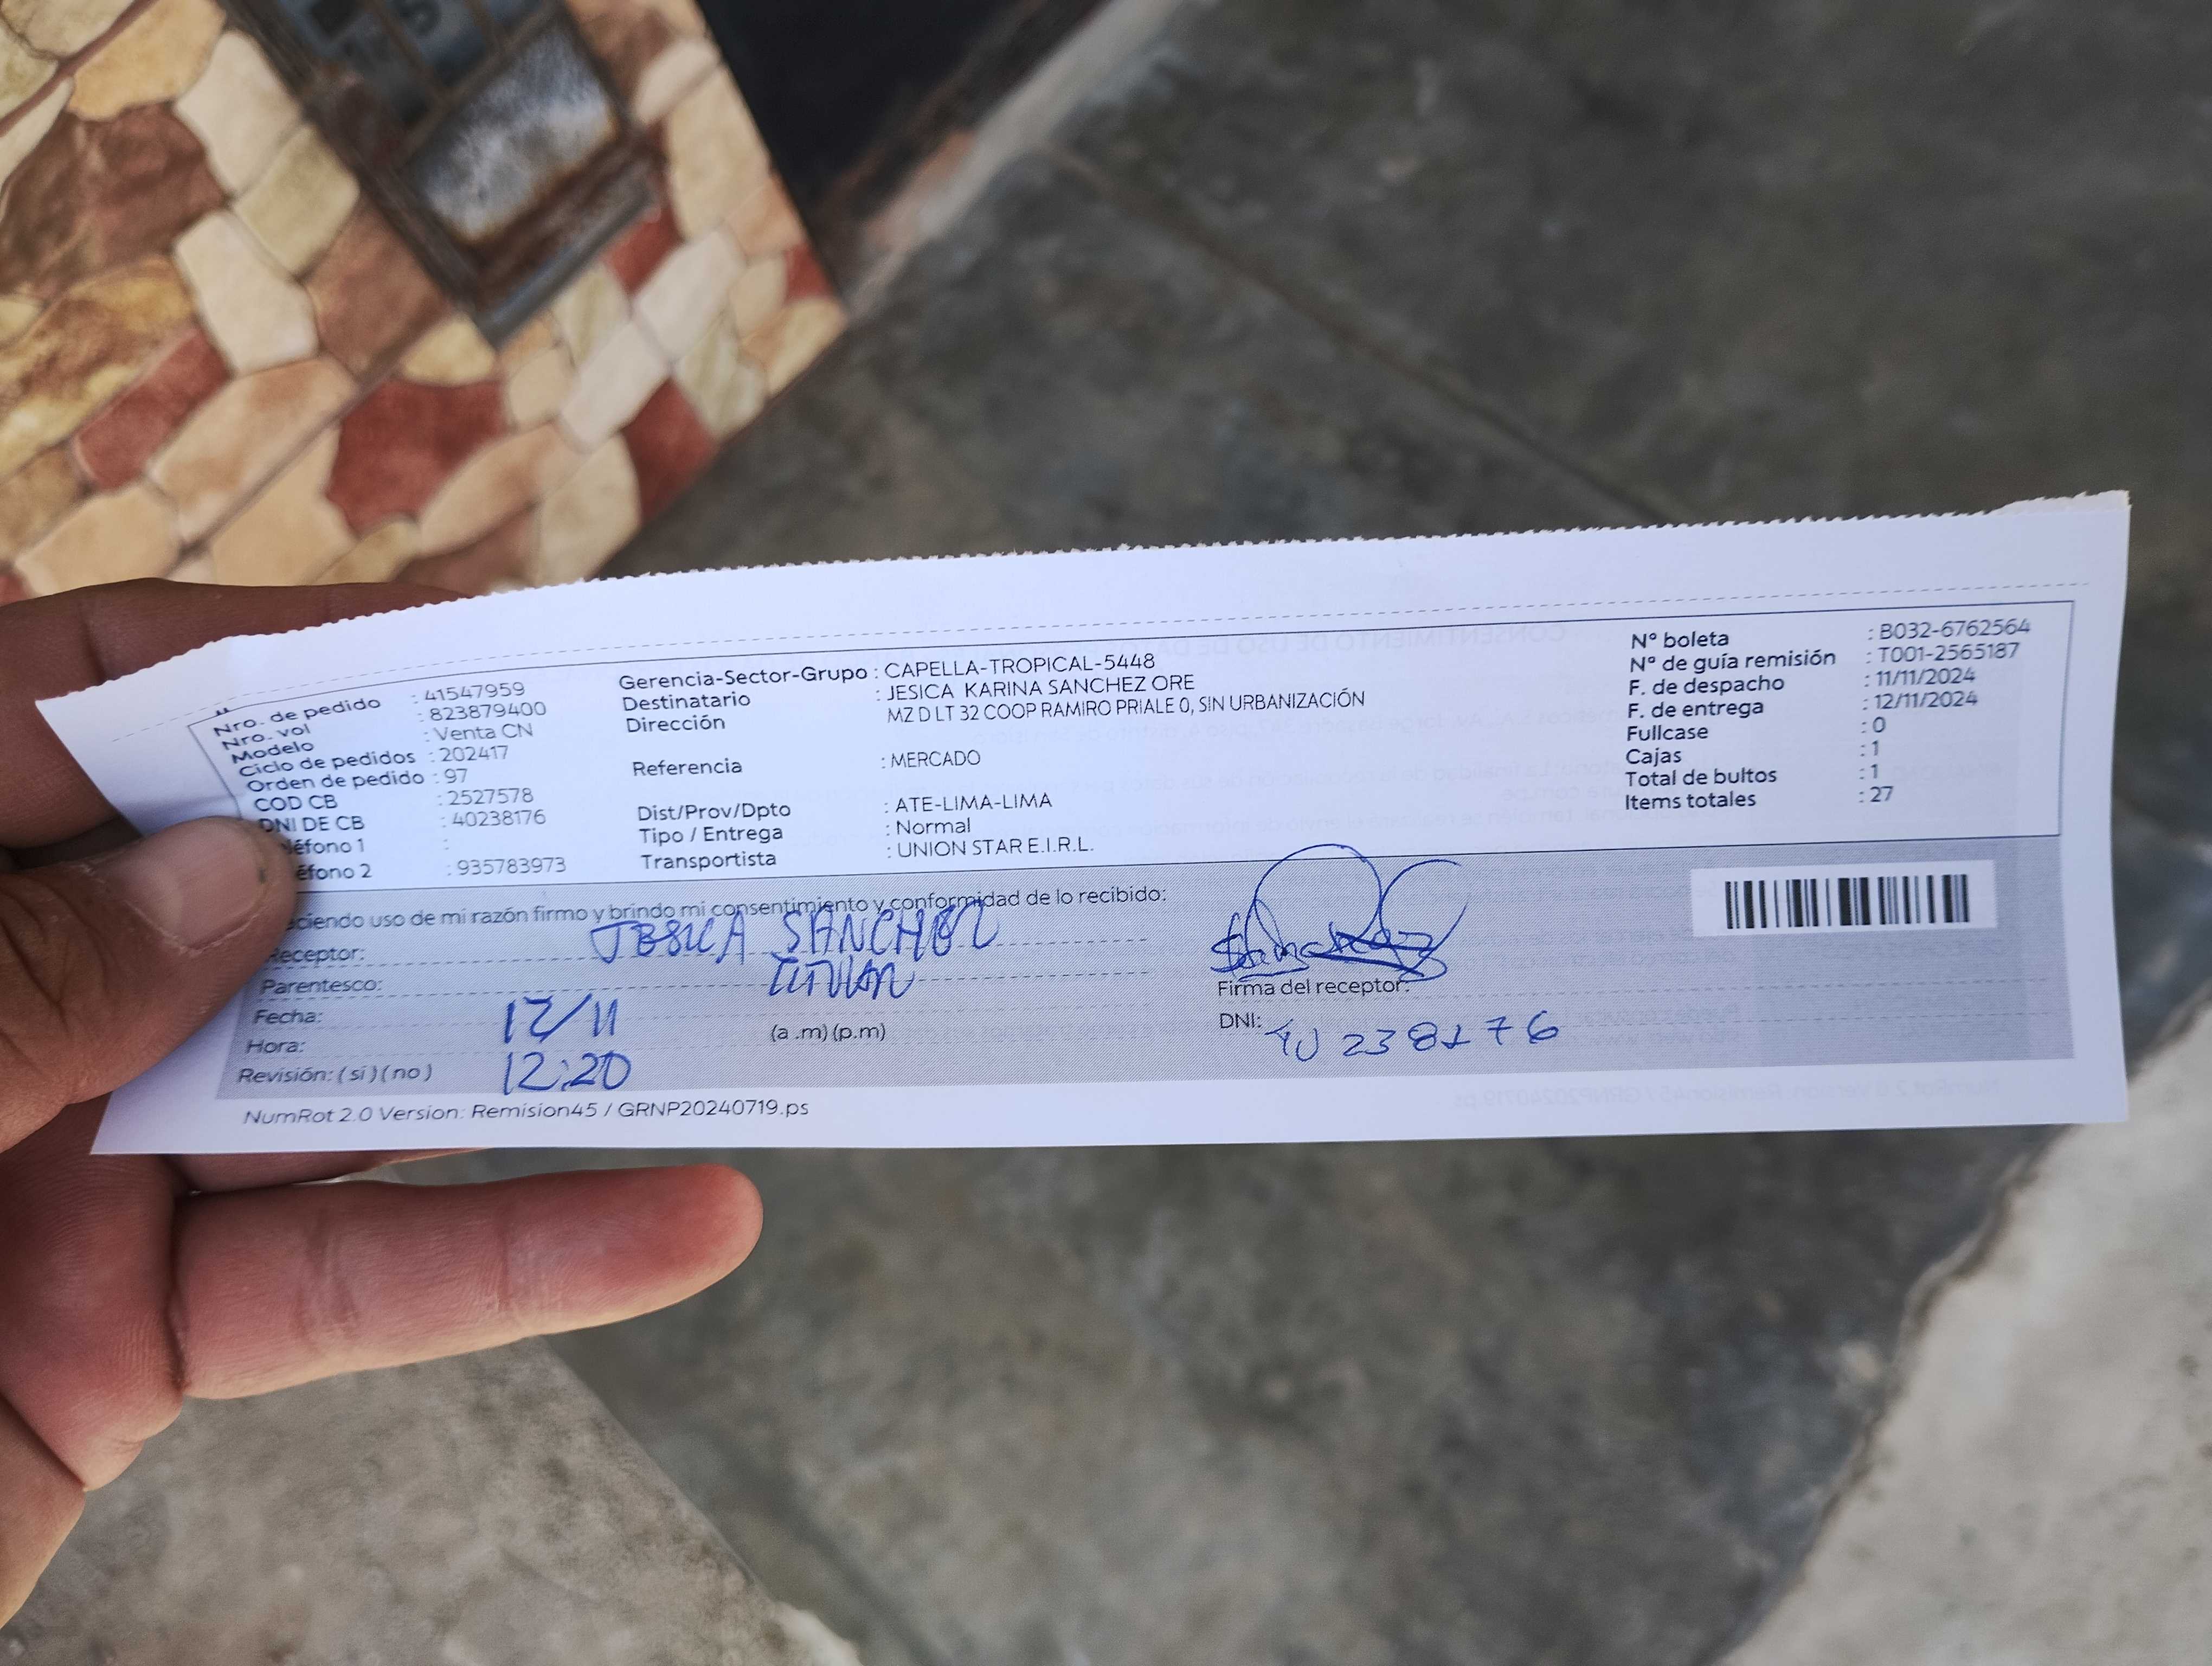 Nro. de pedido : 41547959
Nro. vol : 823879400
Modelo : Venta CN
Ciclo de pedidos : 202417
Orden de pedido : 97
COD CB : 2527578
DNI DE CB : 40238176
éfono 1 :
éfono 2 : 935783973
Gerencia-Sector-Grupo : CAPELLA-TROPICAL-5448
Destinatario : JESICA KARINA SANCHEZ ORE
Dirección MZ D LT 32 COOP RAMIRO PRIALE 0, SIN URBANIZACIÓN
Referencia : MERCADO
Dist/Prov/Dpto : ATE-LIMA-LIMA
Tipo / Entrega : Normal
Transportista : UNION STAR E.I.R.L.
N° boleta : B032-6762564
N° de guía remisión : T001-2565187
F. de despacho : 11/11/2024
F. de entrega : 12/11/2024
Fullcase : 0
Cajas : 1
Total de bultos : 1
Items totales : 27
ciendo uso de mi razón firmo y brindo mi consentimiento y conformidad de lo recibido:
Receptor: JESICA SANCHEZ
Parentesco: TITULAR
Fecha: 12/11
Hora: 12:20 (a .m) (p.m)
Revisión: ( sí ) ( no )
Sanchez
Firma del receptor:
DNI: 40238176
NumRot 2.0 Version: Remision45 / GRNP20240719.ps